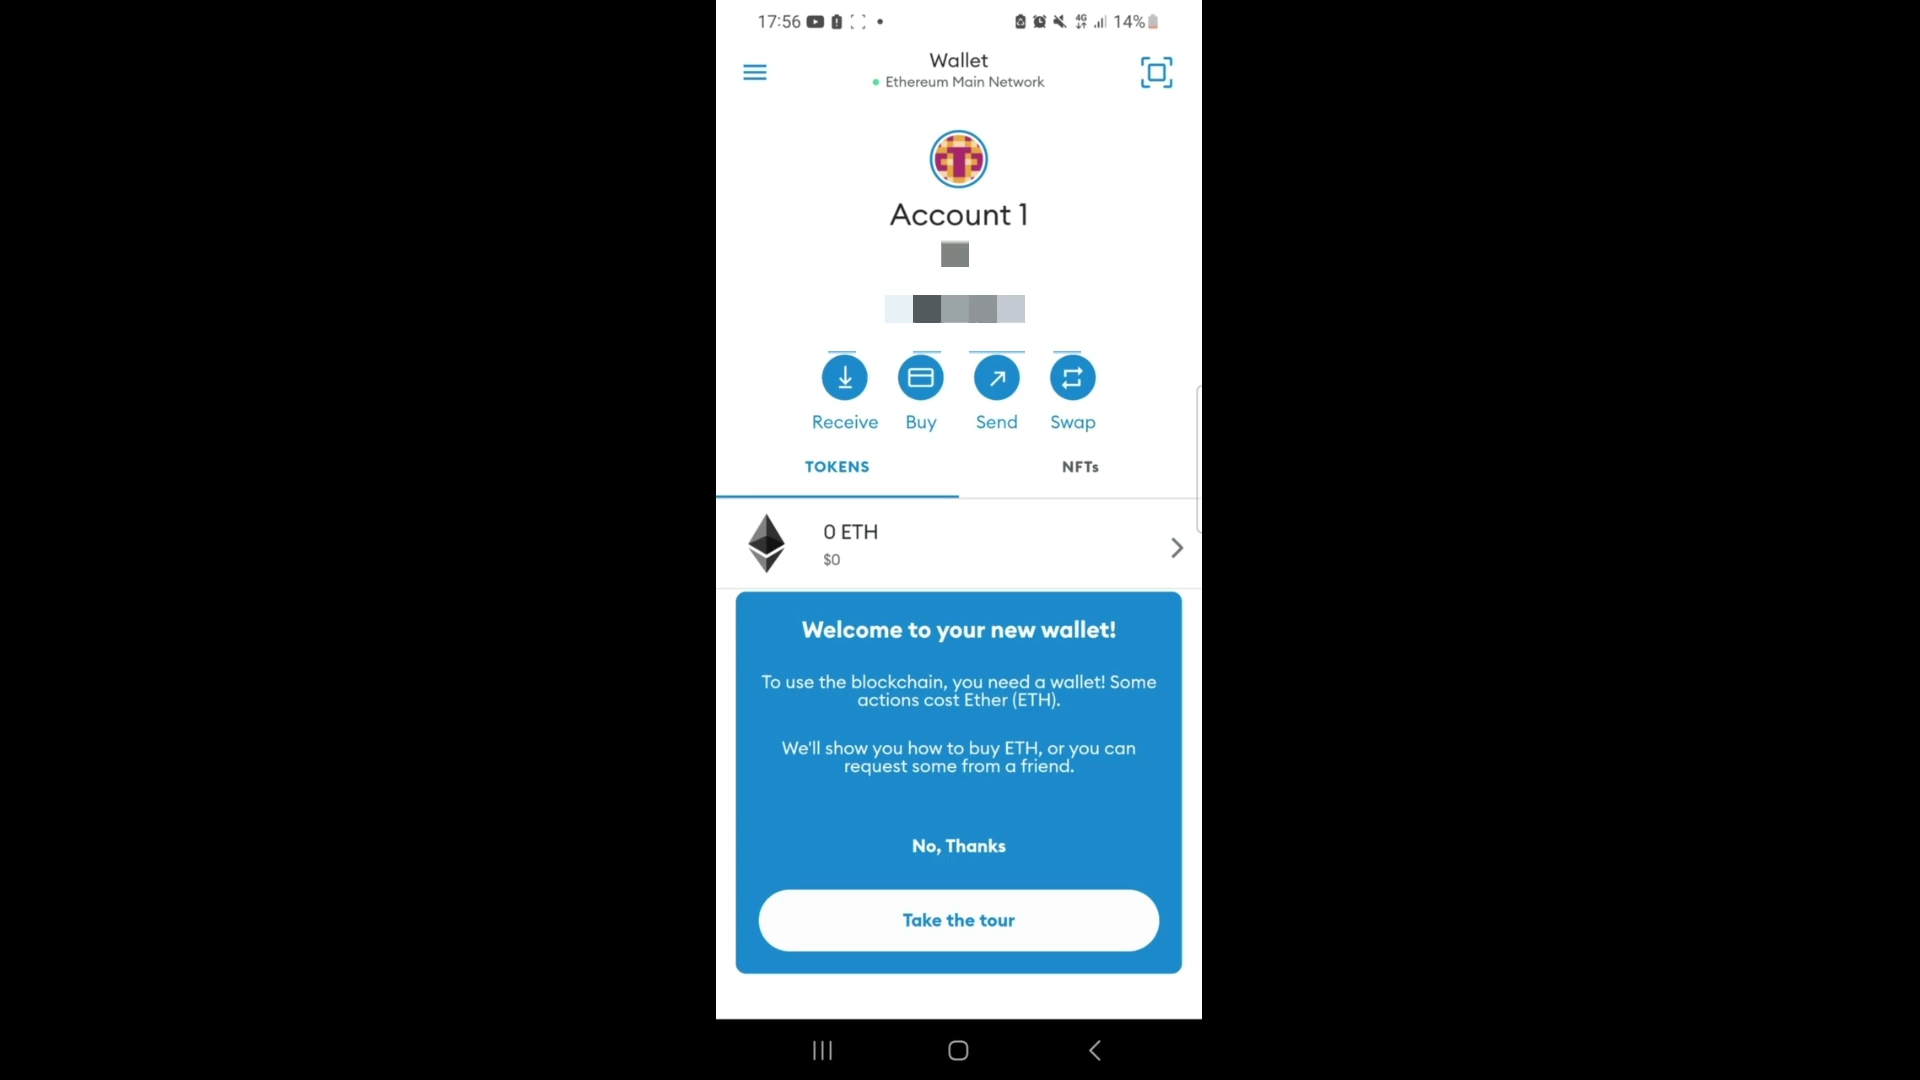 17:56
4G
14%
Wallet
Ethereum Main Network
Account 1
Receive
Buy
Send
Swap
TOKENS
NFTs
0 ETH
$0
Welcome to your new wallet!
To use the blockchain, you need a wallet! Some
actions cost Ether (ETH).
We'll show you how to buy ETH, or you can
request some from a friend.
No, Thanks
Take the tour